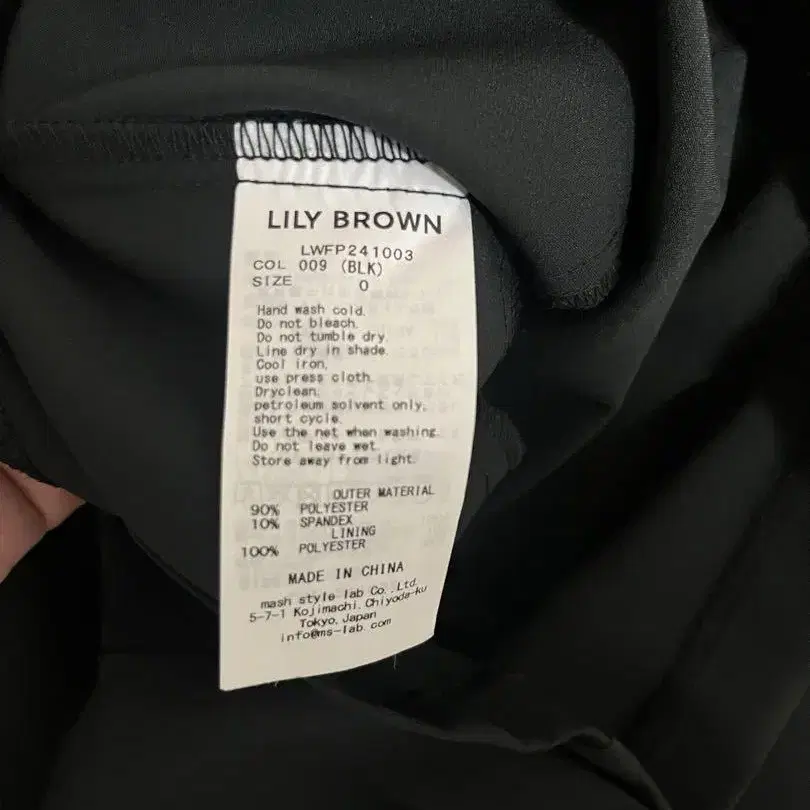 LILY BROWN
LWFP241003
COL 009 (BLK)
SIZE 0
Hand wash cold.
Do not bleach.
Do not tumble dry.
Line dry in shade.
Cool iron,
use press cloth.
Dryclean;
petroleum solvent only,
short cycle.
Use the net when washing.
Do not leave wet.
Store away from light.
OUTER MATERIAL
90% POLYESTER
10% SPANDEX
LINING
100% POLYESTER
MADE IN CHINA
mash style lab Co.,Ltd.
5-7-1 Kojimachi,Chiyoda-ku
Tokyo,Japan
info@ms-lab.com